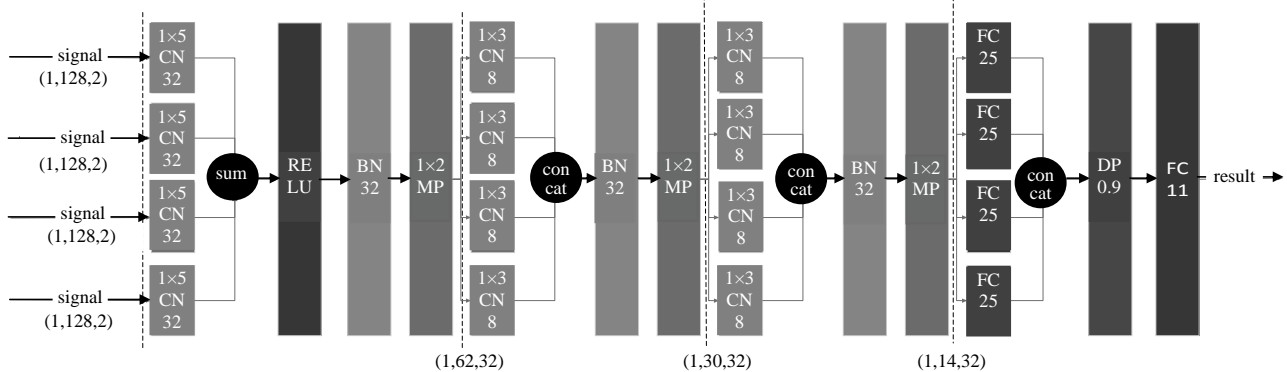 signal
(1,128,2)
signal
(1,128,2)
signal
(1,128,2)
signal
(1,128,2)
1×5
CN
32
1×5
CN
32
1×5
CN
32
1×5
CN
32
sum
RE
LU
BN
32
1×2
MP
1×3
CN
8
1×3
CN
8
1×3
CN
8
1×3
CN
8
con
cat
BN
32
1×2
MP
1×3
CN
8
1×3
CN
8
1×3
CN
8
1×3
CN
8
con
cat
BN
32
1×2
MP
FC
25
FC
25
FC
25
FC
25
con
cat
DP
0.9
FC
11
result
(1,62,32)
(1,30,32)
(1,14,32)